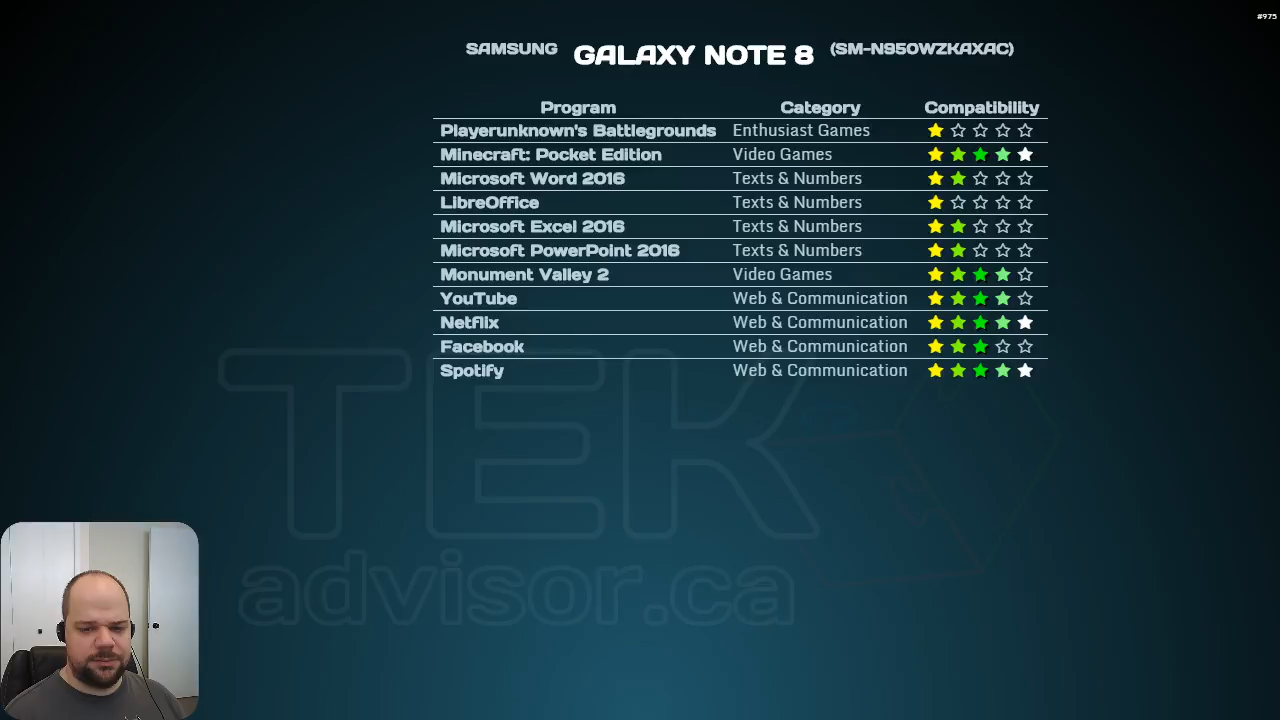 #975
SAMSUNG GALAXY NOTE 8 (SM-N950WZKAXAC)
Program Category Compatibility
Playerunknown's Battlegrounds Enthusiast Games
Minecraft: Pocket Edition Video Games
Microsoft Word 2016 Texts & Numbers
LibreOffice Texts & Numbers
Microsoft Excel 2016 Texts & Numbers
Microsoft PowerPoint 2016 Texts & Numbers
Monument Valley 2 Video Games
YouTube Web & Communication
Netflix Web & Communication
Facebook Web & Communication
Spotify Web & Communication
TEK
advisor.ca